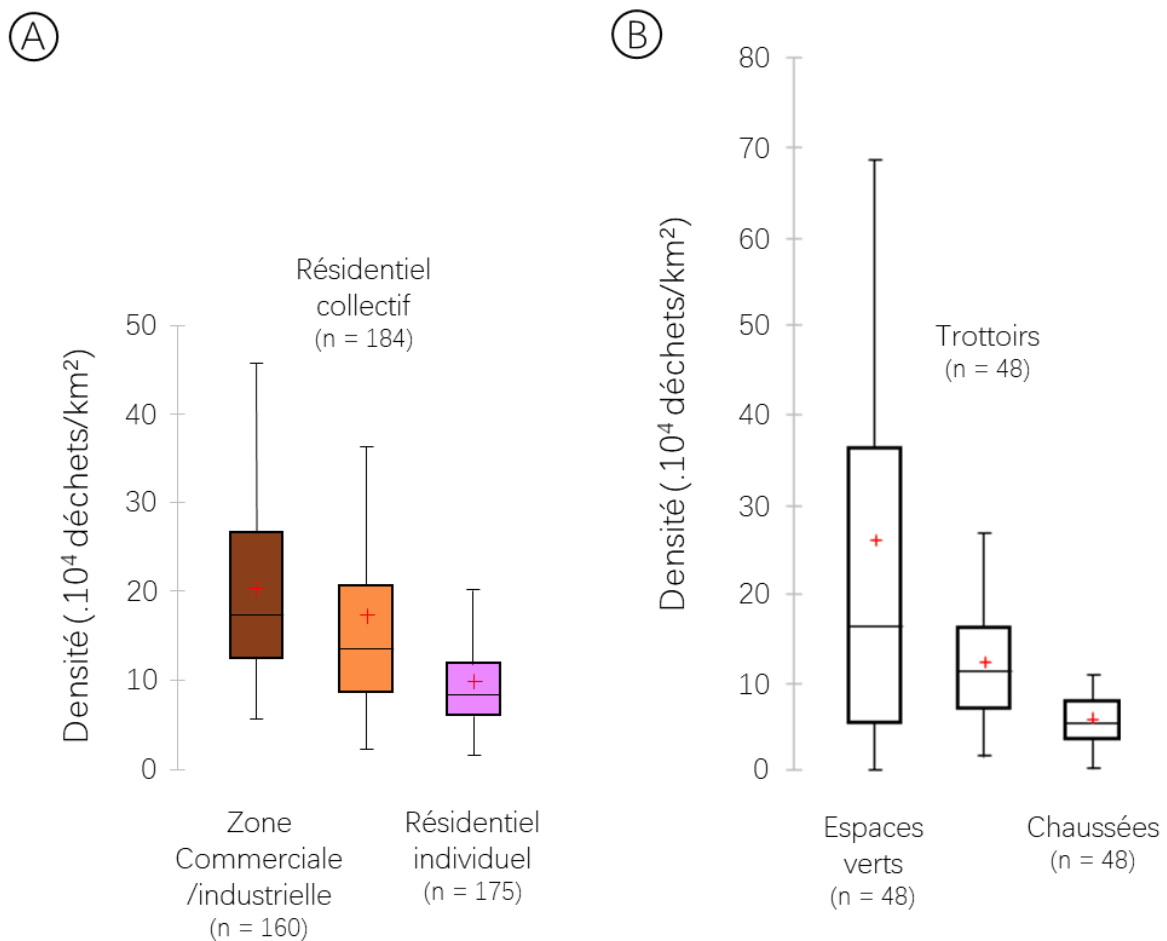 A
Résidentiel
collectif
(n = 184)
Densité (.10⁴ déchets/km²)
50
40
30
20
10
0
Zone
Commerciale
/industrielle
(n = 160)
Résidentiel
individuel
(n = 175)
B
Densité (.10⁴ déchets/km²)
80
70
60
50
40
30
20
10
0
Trottoirs
(n = 48)
Espaces
verts
(n = 48)
Chaussées
(n = 48)